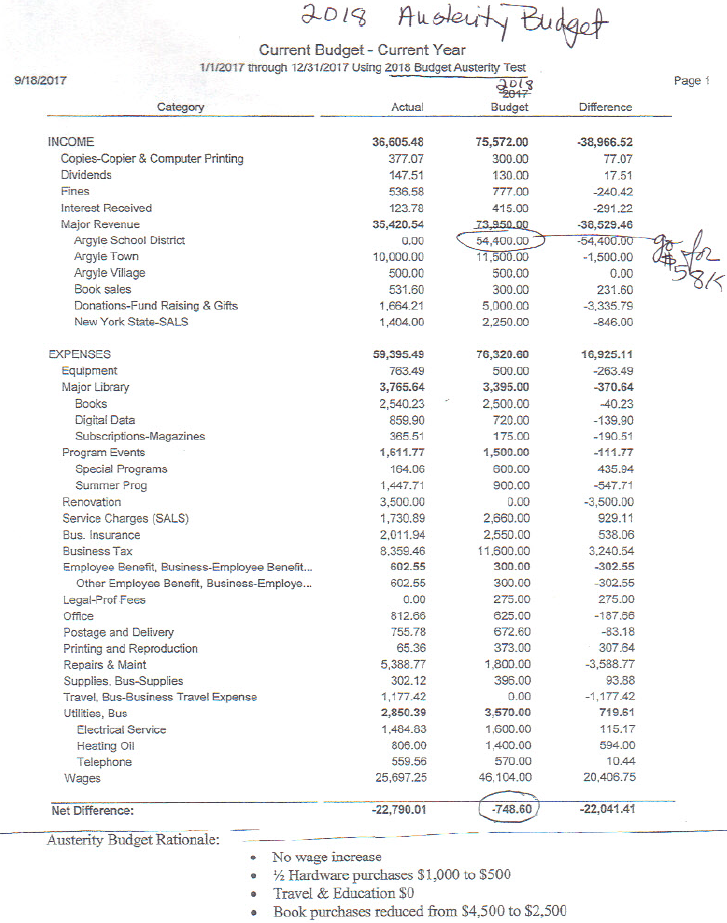 2018 Austerity Budget
Current Budget - Current Year
1/1/2017 through 12/31/2017 Using 2018 Budget Austerity Test
9/18/2017 Page 1
2018
2017
Category Actual Budget Difference
INCOME 36,605.48 75,572.00 -38,966.52
Copies-Copier & Computer Printing 377.07 300.00 77.07
Dividends 147.51 130.00 17.51
Fines 536.58 777.00 -240.42
Interest Received 123.78 415.00 -291.22
Major Revenue 35,420.54 73,950.00 -38,529.46
Argyle School District 0.00 54,400.00 -54,400.00 go for
Argyle Town 10,000.00 11,500.00 -1,500.00 $58K
Argyle Village 500.00 500.00 0.00
Book sales 531.60 300.00 231.60
Donations-Fund Raising & Gifts 1,664.21 5,000.00 -3,335.79
New York State-SALS 1,404.00 2,250.00 -846.00
EXPENSES 59,395.49 76,320.60 16,925.11
Equipment 763.49 500.00 -263.49
Major Library 3,765.64 3,395.00 -370.64
Books 2,540.23 2,500.00 -40.23
Digital Data 859.90 720.00 -139.90
Subscriptions-Magazines 365.51 175.00 -190.51
Program Events 1,611.77 1,500.00 -111.77
Special Programs 164.06 600.00 435.94
Summer Prog 1,447.71 900.00 -547.71
Renovation 3,500.00 0.00 -3,500.00
Service Charges (SALS) 1,730.89 2,660.00 929.11
Bus. Insurance 2,011.94 2,550.00 538.06
Business Tax 8,359.46 11,600.00 3,240.54
Employee Benefit, Business-Employee Benefit... 602.55 300.00 -302.55
Other Employee Benefit, Business-Employe... 602.55 300.00 -302.55
Legal-Prof Fees 0.00 275.00 275.00
Office 812.66 625.00 -187.66
Postage and Delivery 755.78 672.60 -83.18
Printing and Reproduction 65.36 373.00 307.64
Repairs & Maint 5,388.77 1,800.00 -3,588.77
Supplies, Bus-Supplies 302.12 396.00 93.88
Travel, Bus-Business Travel Expense 1,177.42 0.00 -1,177.42
Utilities, Bus 2,850.39 3,570.00 719.61
Electrical Service 1,484.83 1,600.00 115.17
Heating Oil 806.00 1,400.00 594.00
Telephone 559.56 570.00 10.44
Wages 25,697.25 46,104.00 20,406.75
Net Difference: -22,790.01 -748.60 -22,041.41
Austerity Budget Rationale:
• No wage increase
• ½ Hardware purchases $1,000 to $500
• Travel & Education $0
• Book purchases reduced from $4,500 to $2,500